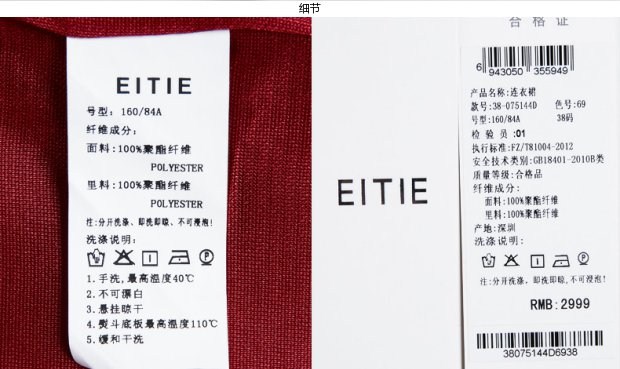 细节
EITIE
号型: 160/84A
纤维成分:
面料:100%聚酯纤维
POLYESTER
里料:100%聚酯纤维
POLYESTER
注:分开洗涤、即洗即晾、不可浸泡!
洗涤说明:
1.手洗,最高温度40℃
2.不可漂白
3.悬挂晾干
4.熨斗底板最高温度110℃
5.缓和干洗
EITIE
合格证
6 943050 355949
产品名称:连衣裙
款号:38-075144D 色号:69
号型:160/84A 38码
检 验 员:01
执行标准:FZ/T81004-2012
安全技术类别:GB18401-2010B类
质量等级:合格品
纤维成分:
面料:100%聚酯纤维
里料:100%聚酯纤维
产地:深圳
洗涤说明:
注:分开洗涤、即洗即晾,不可浸泡!
RMB:2999
38075144D6938